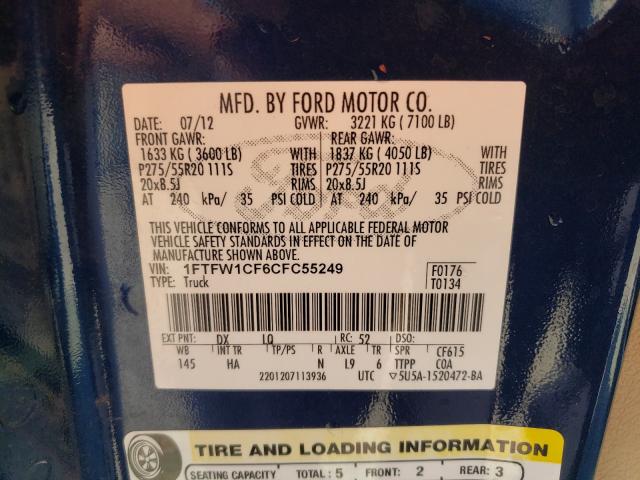 MFD. BY FORD MOTOR CO.
DATE: 07/12 GVWR: 3221 KG ( 7100 LB)
FRONT GAWR: REAR GAWR:
1633 KG ( 3600 LB) WITH 1837 KG ( 4050 LB) WITH
P275/55R20 111S TIRES P275/55R20 111S TIRES
20x8.5J RIMS 20x8.5J RIMS
AT 240 kPa/ 35 PSI COLD AT 240 kPa/ 35 PSI COLD
THIS VEHICLE CONFORMS TO ALL APPLICABLE FEDERAL MOTOR
VEHICLE SAFETY STANDARDS IN EFFECT ON THE DATE OF
MANUFACTURE SHOWN ABOVE.
VIN: 1FTFW1CF6CFC55249 F0176
TYPE: Truck T0134
EXT PNT: DX LQ RC: 52 DSO:
WB INT TR TP/PS R AXLE TR SPR CF615
145 HA N L9 6 TTPP COA
2201207113936 UTC ▽5U5A-1520472-BA
Ford
TIRE AND LOADING INFORMATION
SEATING CAPACITY TOTAL: 5 FRONT: 2 REAR: 3